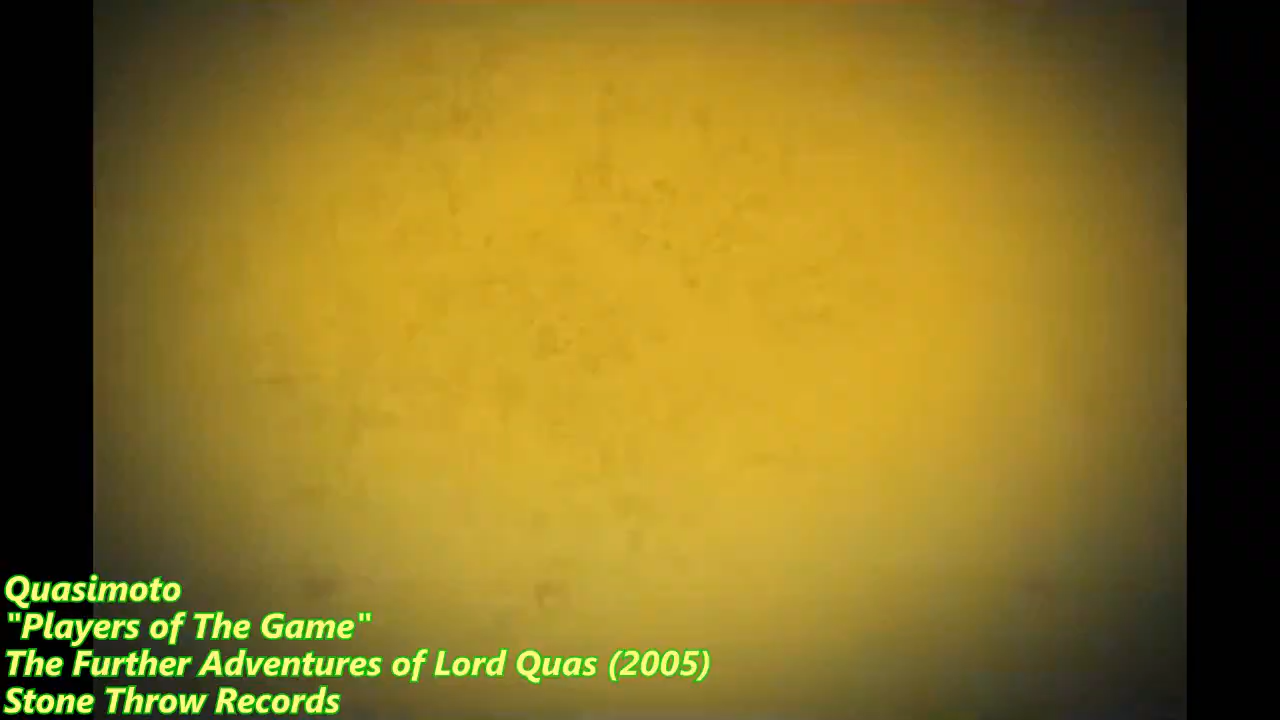 Quasimoto
"Players of The Game"
The Further Adventures of Lord Quas (2005)
Stone Throw Records